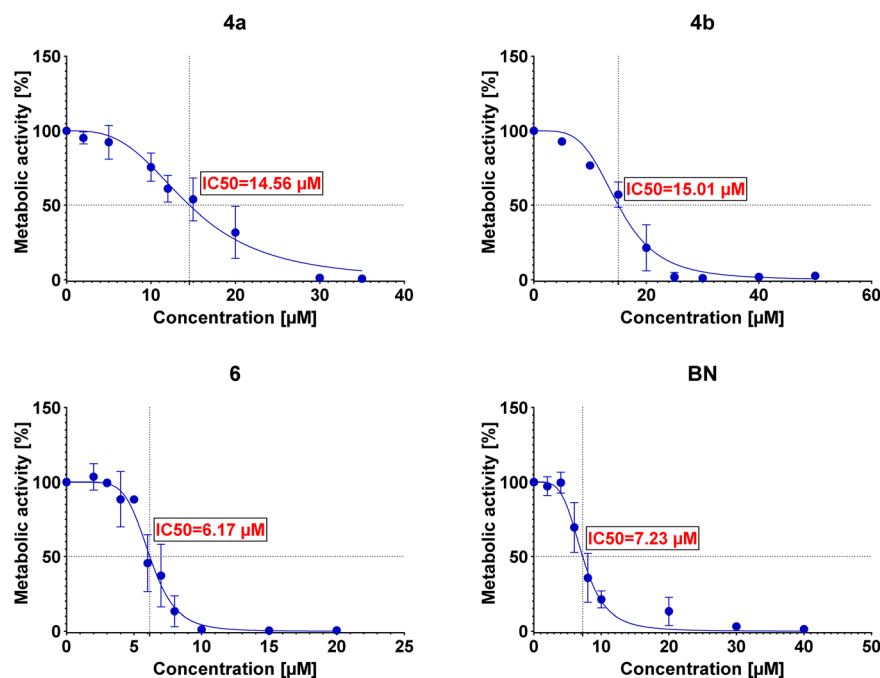 4a
Metabolic activity [%]
150
100
50
0
IC50=14.56 µM
0 10 20 30 40
Concentration [µM]
4b
Metabolic activity [%]
150
100
50
0
IC50=15.01 µM
0 20 40 60
Concentration [µM]
6
Metabolic activity [%]
150
100
50
0
IC50=6.17 µM
0 5 10 15 20 25
Concentration [µM]
BN
Metabolic activity [%]
150
100
50
0
IC50=7.23 µM
0 10 20 30 40 50
Concentration [µM]